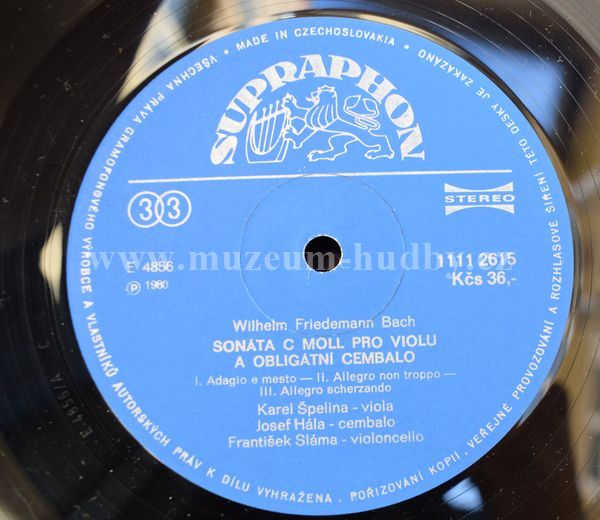 VŠECHNA PRÁVA GRAMOFONOVÉHO VÝROBCE A VLASTNÍKŮ AUTORSKÝCH PRÁV K DÍLU VYHRAŽENA. POŘIZOVÁNÍ KOPIÍ, VEŘEJNÉ PROVOZOVÁNÍ A ROZHLASOVÉ ŠÍŘENÍ TÉTO DESKY JE ZAKÁZÁNO
• MADE IN CZECHOSLOVAKIA •
SUPRAPHON
33
STEREO
www.muzeum-hudby.cz
E 4856
1111 2615
Ⓟ 1980
Kčs 36,-
Wilhelm Friedemann Bach
SONÁTA C MOLL PRO VIOLU
A OBLIGÁTNÍ CEMBALO
I. Adagio e mesto — II. Allegro non troppo —
III. Allegro scherzando
Karel Špelina - viola
Josef Hála - cembalo
František Sláma - violoncello
E 4856/A